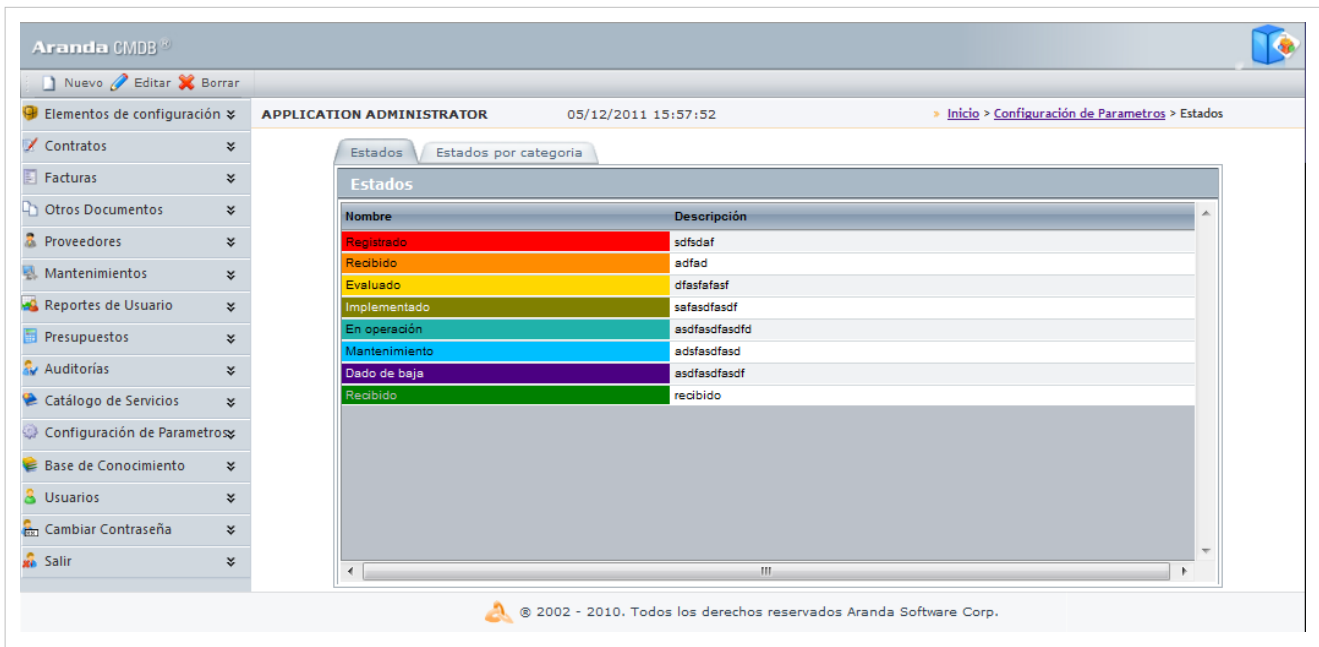 Aranda CMDB ®
Nuevo Editar Borrar
Elementos de configuración
Contratos
Facturas
Otros Documentos
Proveedores
Mantenimientos
Reportes de Usuario
Presupuestos
Auditorías
Catálogo de Servicios
Configuración de Parametros
Base de Conocimiento
Usuarios
Cambiar Contraseña
Salir
APPLICATION ADMINISTRATOR 05/12/2011 15:57:52 » Inicio > Configuración de Parametros > Estados
Estados Estados por categoria
Estados
Nombre Descripción
Registrado sdfsdaf
Recibido adfad
Evaluado dfasfafasf
Implementado safasdfasdf
En operación asdfasdfasdfd
Mantenimiento adsfasdfasd
Dado de baja asdfasdfasdf
Recibido recibido
® 2002 - 2010. Todos los derechos reservados Aranda Software Corp.